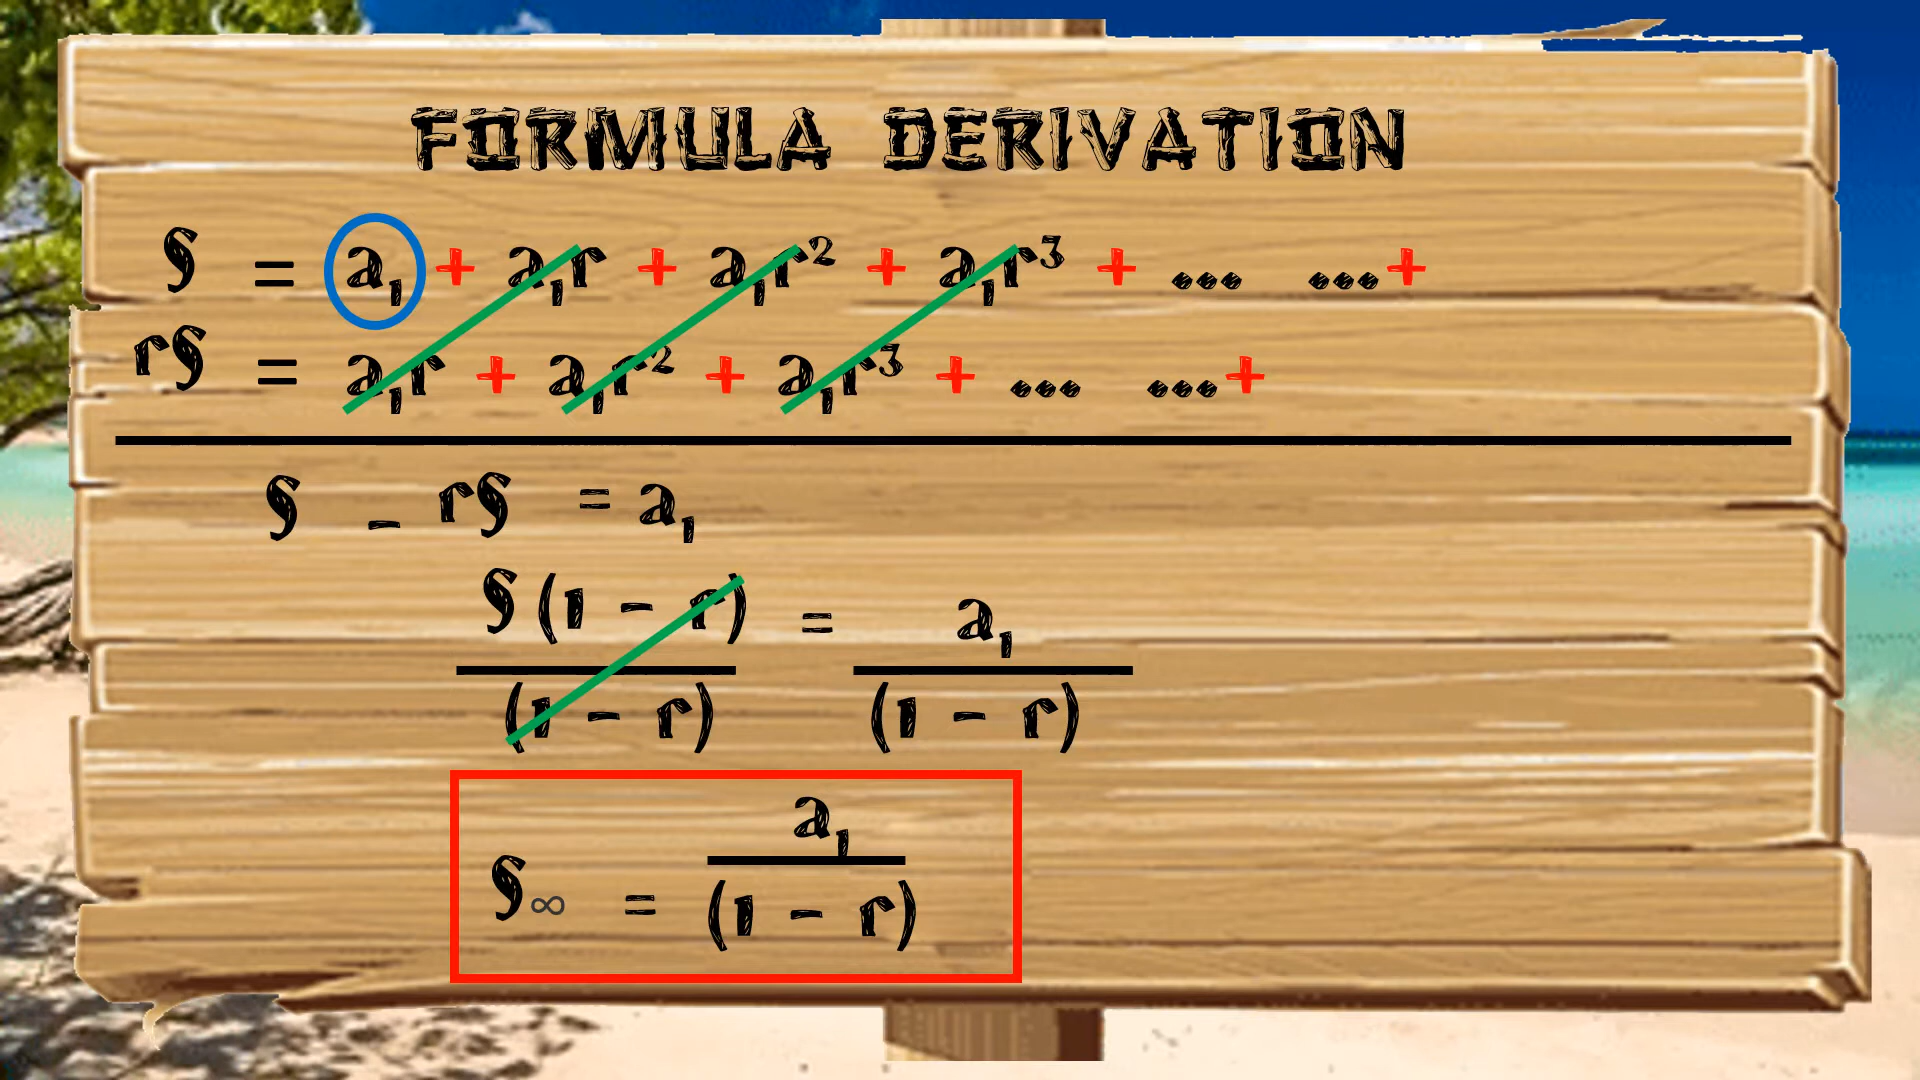 FORMULA DERIVATION
S = a₁ + a₁r + a₁r² + a₁r³ + ... ...+
rS = a₁r + a₁r² + a₁r³ + ... ...+
S - rS = a₁
S (1 - r) = a₁
(1 - r) (1 - r)
a₁
S∞ =
(1 - r)